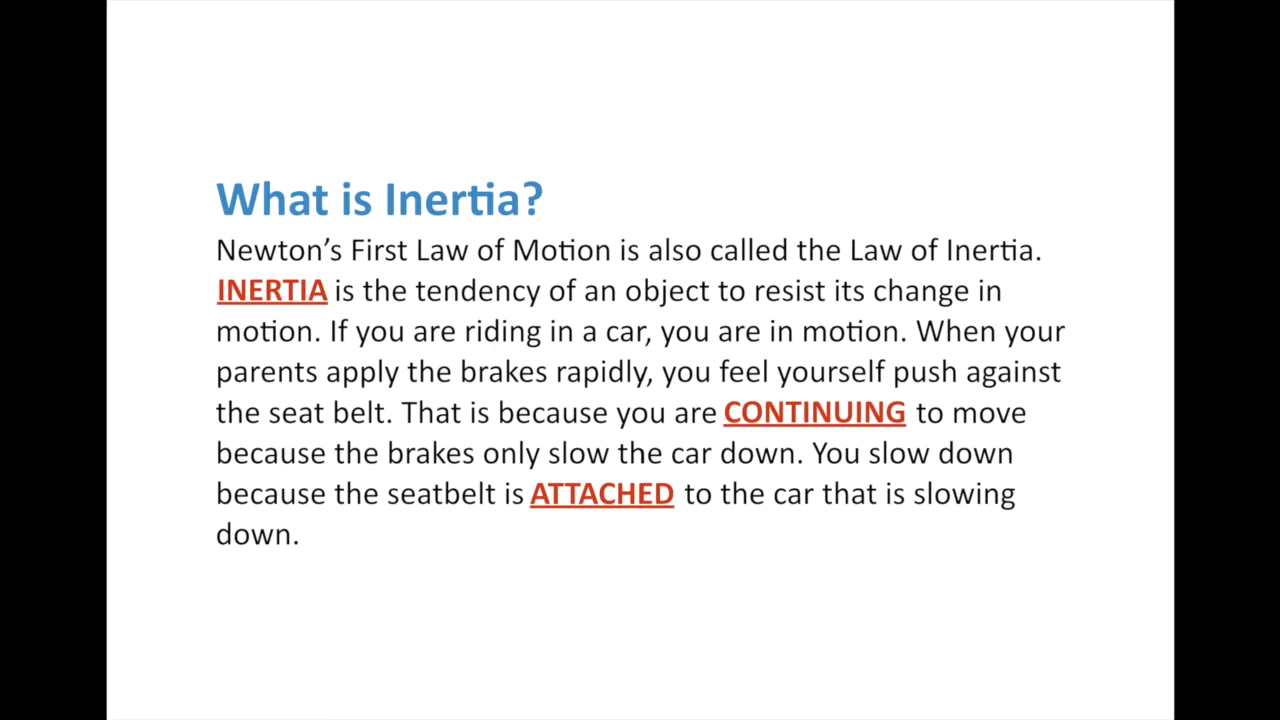 What is Inertia?
Newton’s First Law of Motion is also called the Law of Inertia.
INERTIA is the tendency of an object to resist its change in
motion. If you are riding in a car, you are in motion. When your
parents apply the brakes rapidly, you feel yourself push against
the seat belt. That is because you are CONTINUING to move
because the brakes only slow the car down. You slow down
because the seatbelt is ATTACHED to the car that is slowing
down.